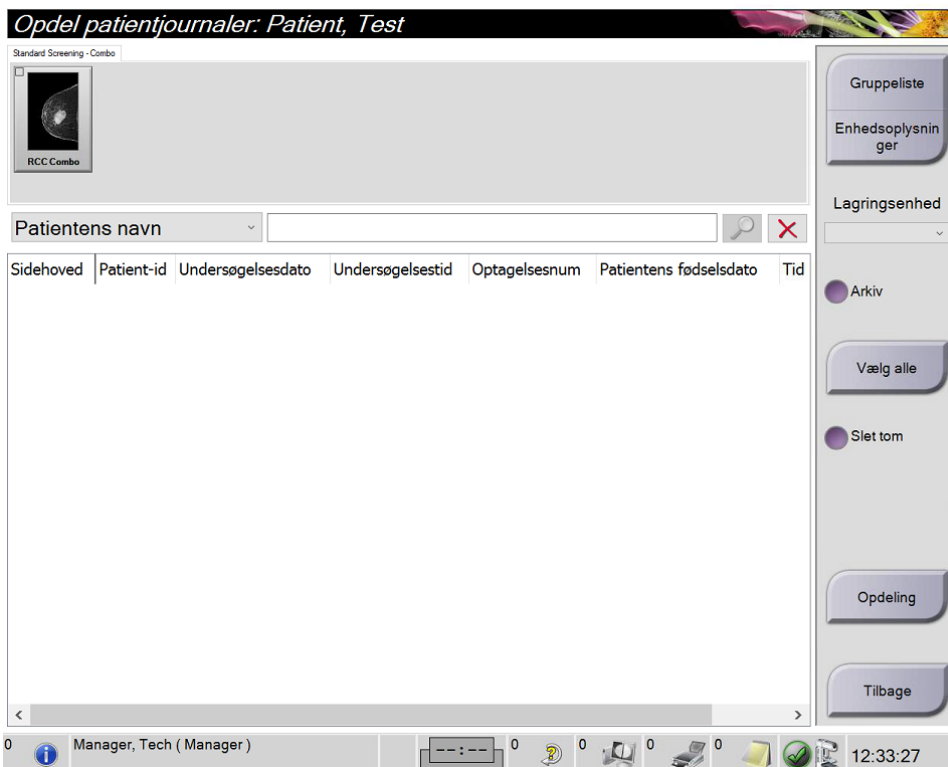 Opdel patientjournaler: Patient, Test
Standard Screening - Combo
RCC Combo
Gruppeliste
Enhedsoplysnin
ger
Lagringsenhed
Patientens navn
Sidehoved Patient-id Undersøgelsesdato Undersøgelsestid Optagelsesnum Patientens fødselsdato Tid
Arkiv
Vælg alle
Slet tom
Opdeling
Tilbage
0 Manager, Tech ( Manager ) --:-- 0 0 0 0 12:33:27